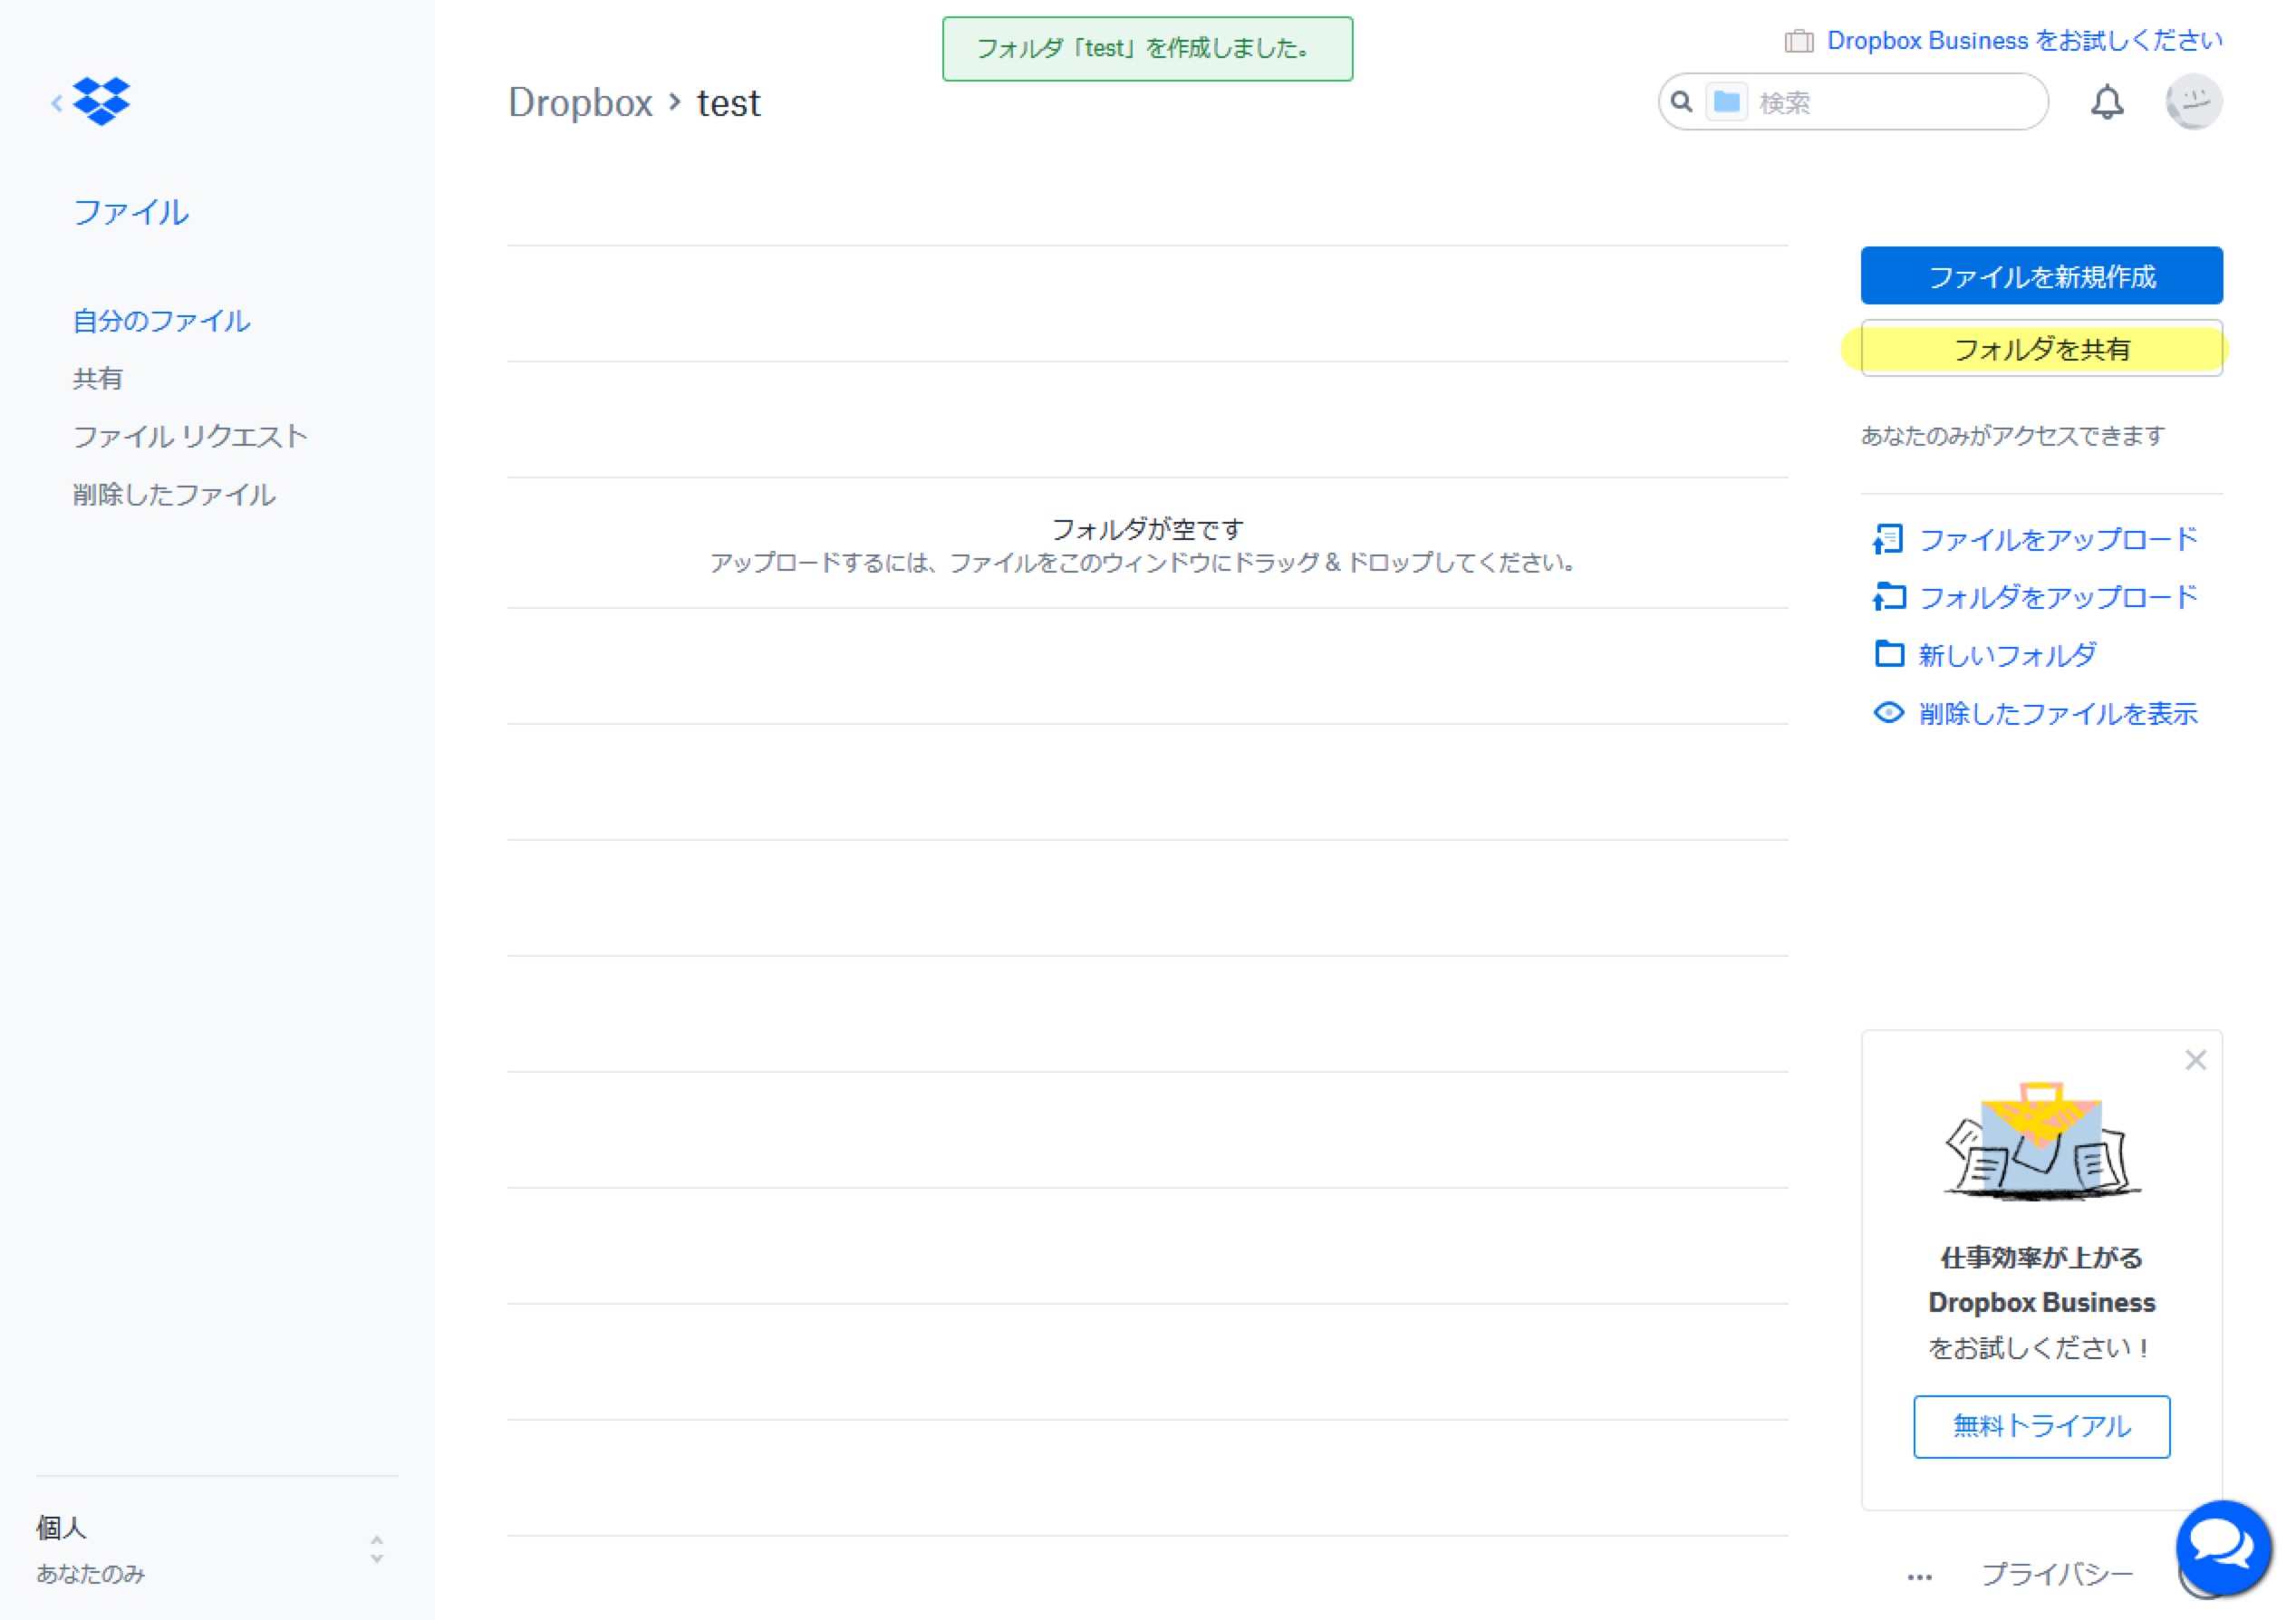 フォルダ「test」を作成しました。
Dropbox Business をお試しください
Dropbox › test
検索
ファイル
自分のファイル
共有
ファイル リクエスト
削除したファイル
フォルダが空です
アップロードするには、ファイルをこのウィンドウにドラッグ & ドロップしてください。
ファイルを新規作成
フォルダを共有
あなたのみがアクセスできます
ファイルをアップロード
フォルダをアップロード
新しいフォルダ
削除したファイルを表示
仕事効率が上がる
Dropbox Business
をお試しください！
無料トライアル
個人
あなたのみ
... プライバシー